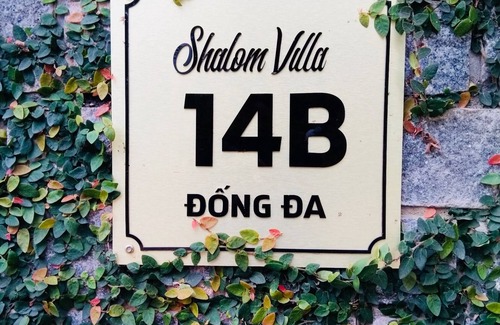 Shalom Villa
14B
ĐỐNG ĐA